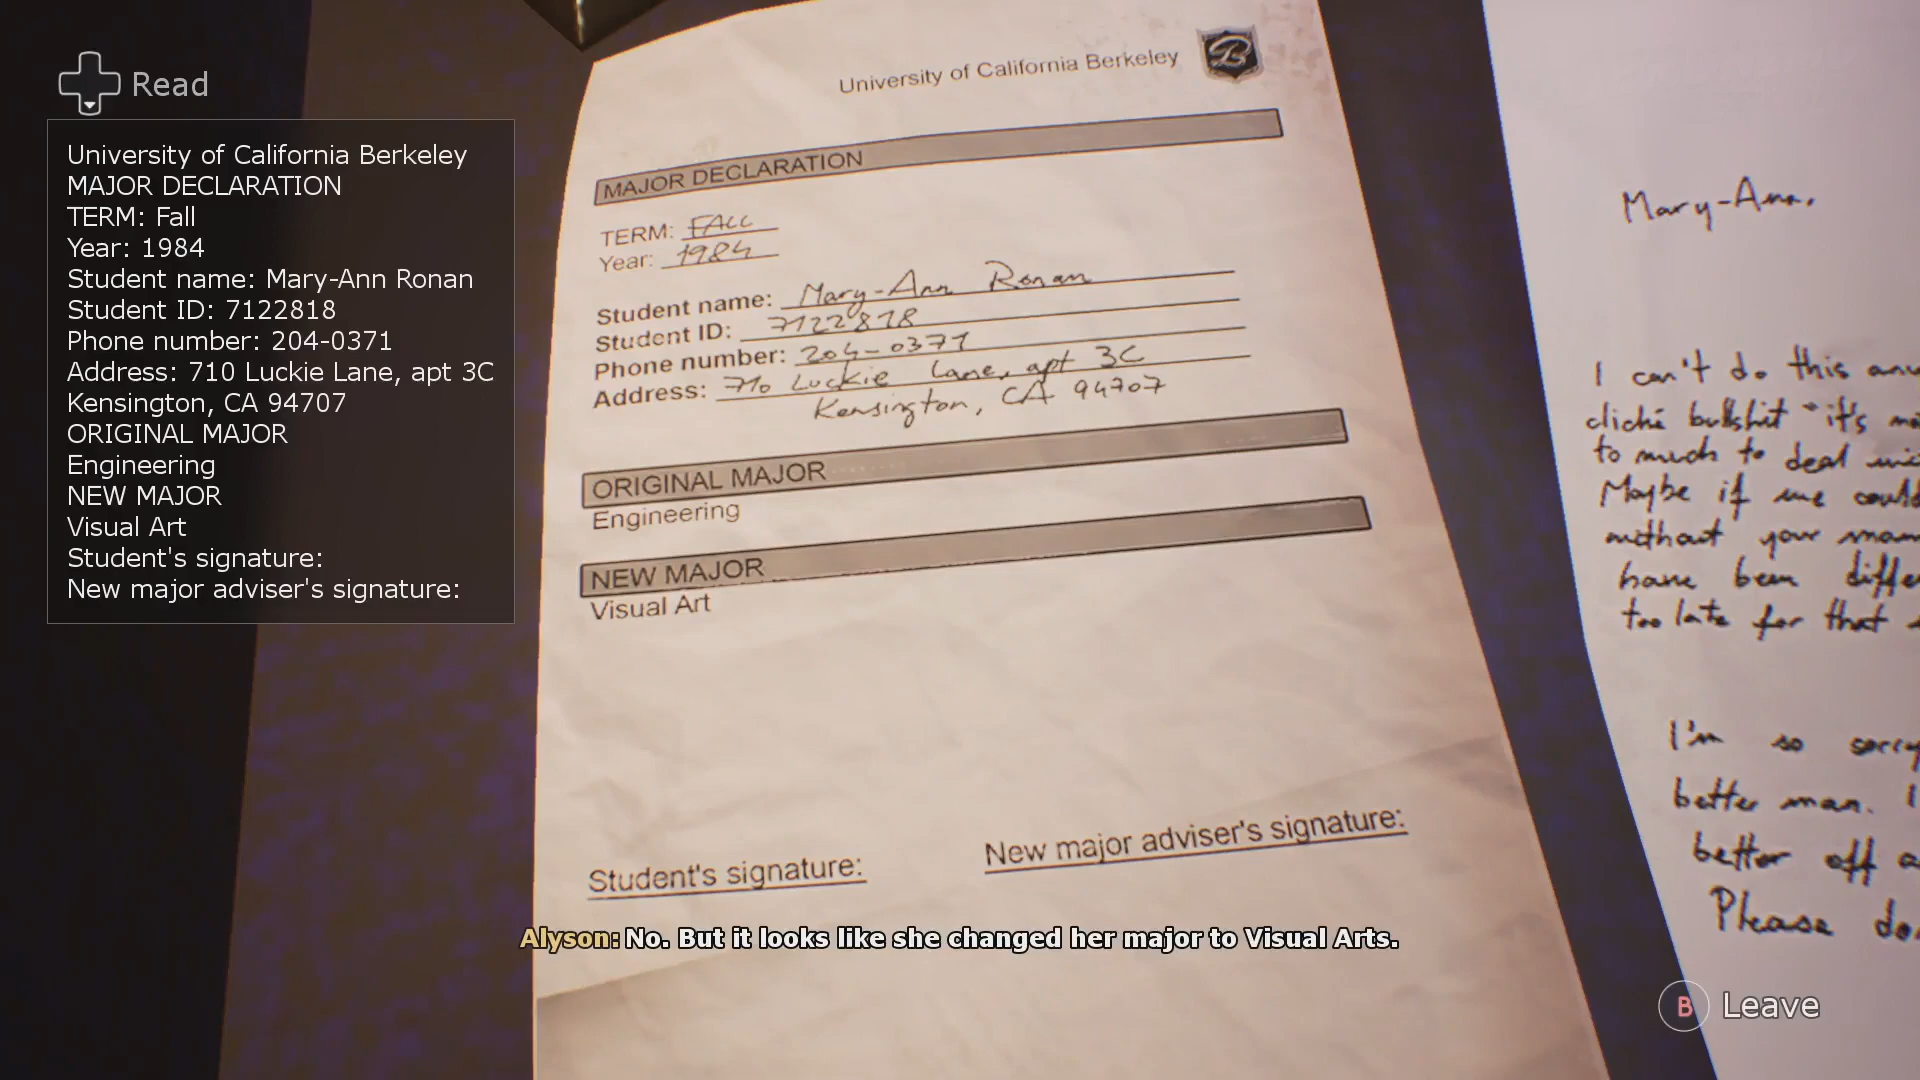 Read
University of California Berkeley
MAJOR DECLARATION
TERM: Fall
Year: 1984
Student name: Mary-Ann Ronan
Student ID: 7122818
Phone number: 204-0371
Address: 710 Luckie Lane, apt 3C
Kensington, CA 94707
ORIGINAL MAJOR
Engineering
NEW MAJOR
Visual Art
Student's signature:
New major adviser's signature:
University of California Berkeley
B
MAJOR DECLARATION
TERM: FALL
Year: 1984
Student name: Mary-Ann Ronan
Student ID: 7122818
Phone number: 204-0371
Address: 710 Luckie Lane, apt 3C
Kensington, CA 94707
ORIGINAL MAJOR
Engineering
NEW MAJOR
Visual Art
Student's signature:
New major adviser's signature:
Mary-Ann.
I can't do this
cliché bullshit "it's
to much to deal
Maybe if we
without your
have been
too late for that
I'm so
better man. I
better off
Please
Alyson: No. But it looks like she changed her major to Visual Arts.
B Leave